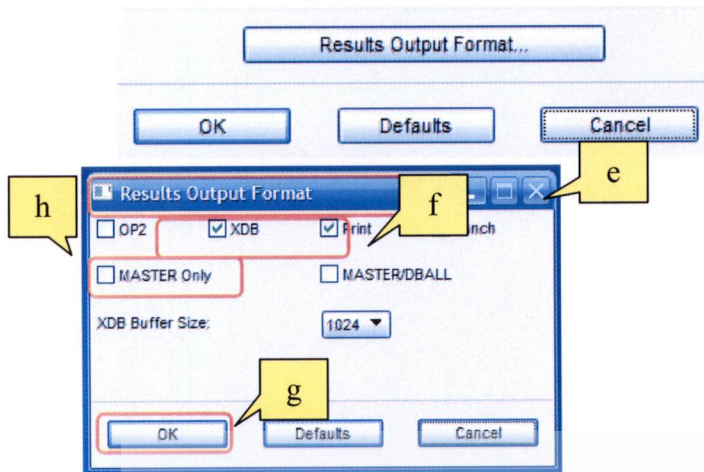 Results Output Format...
OK Defaults Cancel
e
h
Results Output Format
f
OP2 XDB Print
MASTER Only MASTER/DBALL
XDB Buffer Size: 1024
g
OK Defaults Cancel